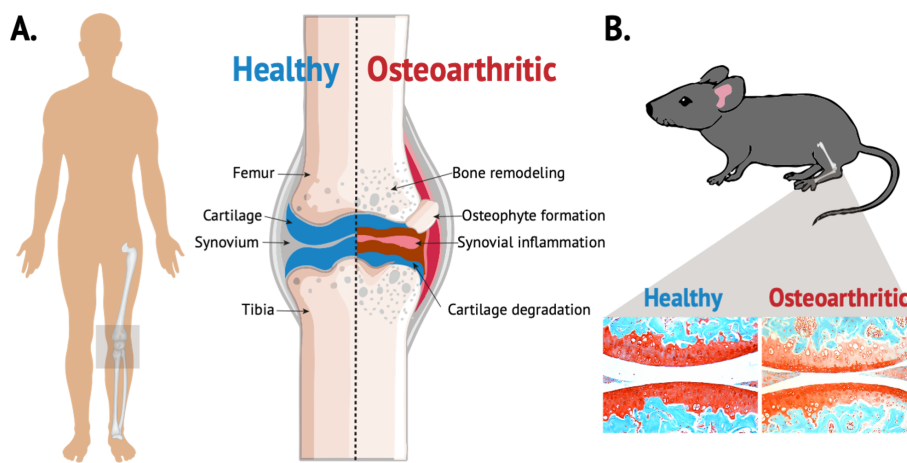 A.
Healthy
Osteoarthritic
Femur
Cartilage
Synovium
Tibia
Bone remodeling
Osteophyte formation
Synovial inflammation
Cartilage degradation
B.
Healthy
Osteoarthritic